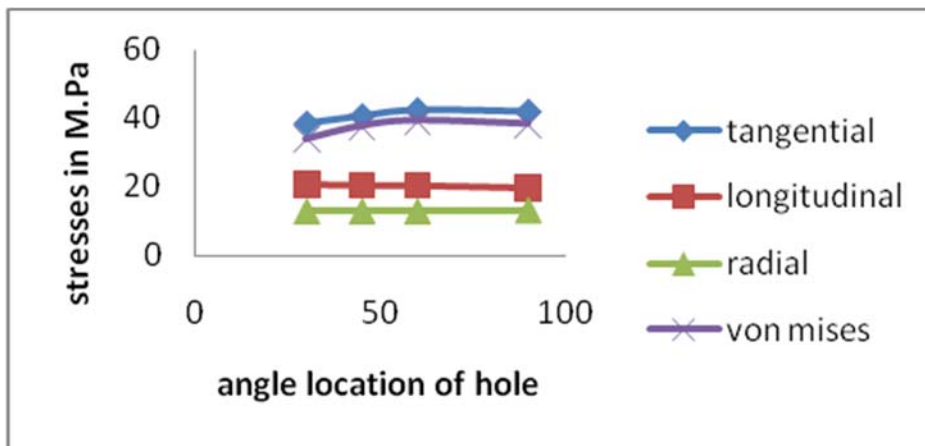 stresses in M.Pa
60
40
20
0
0 50 100
angle location of hole
tangential
longitudinal
radial
von mises